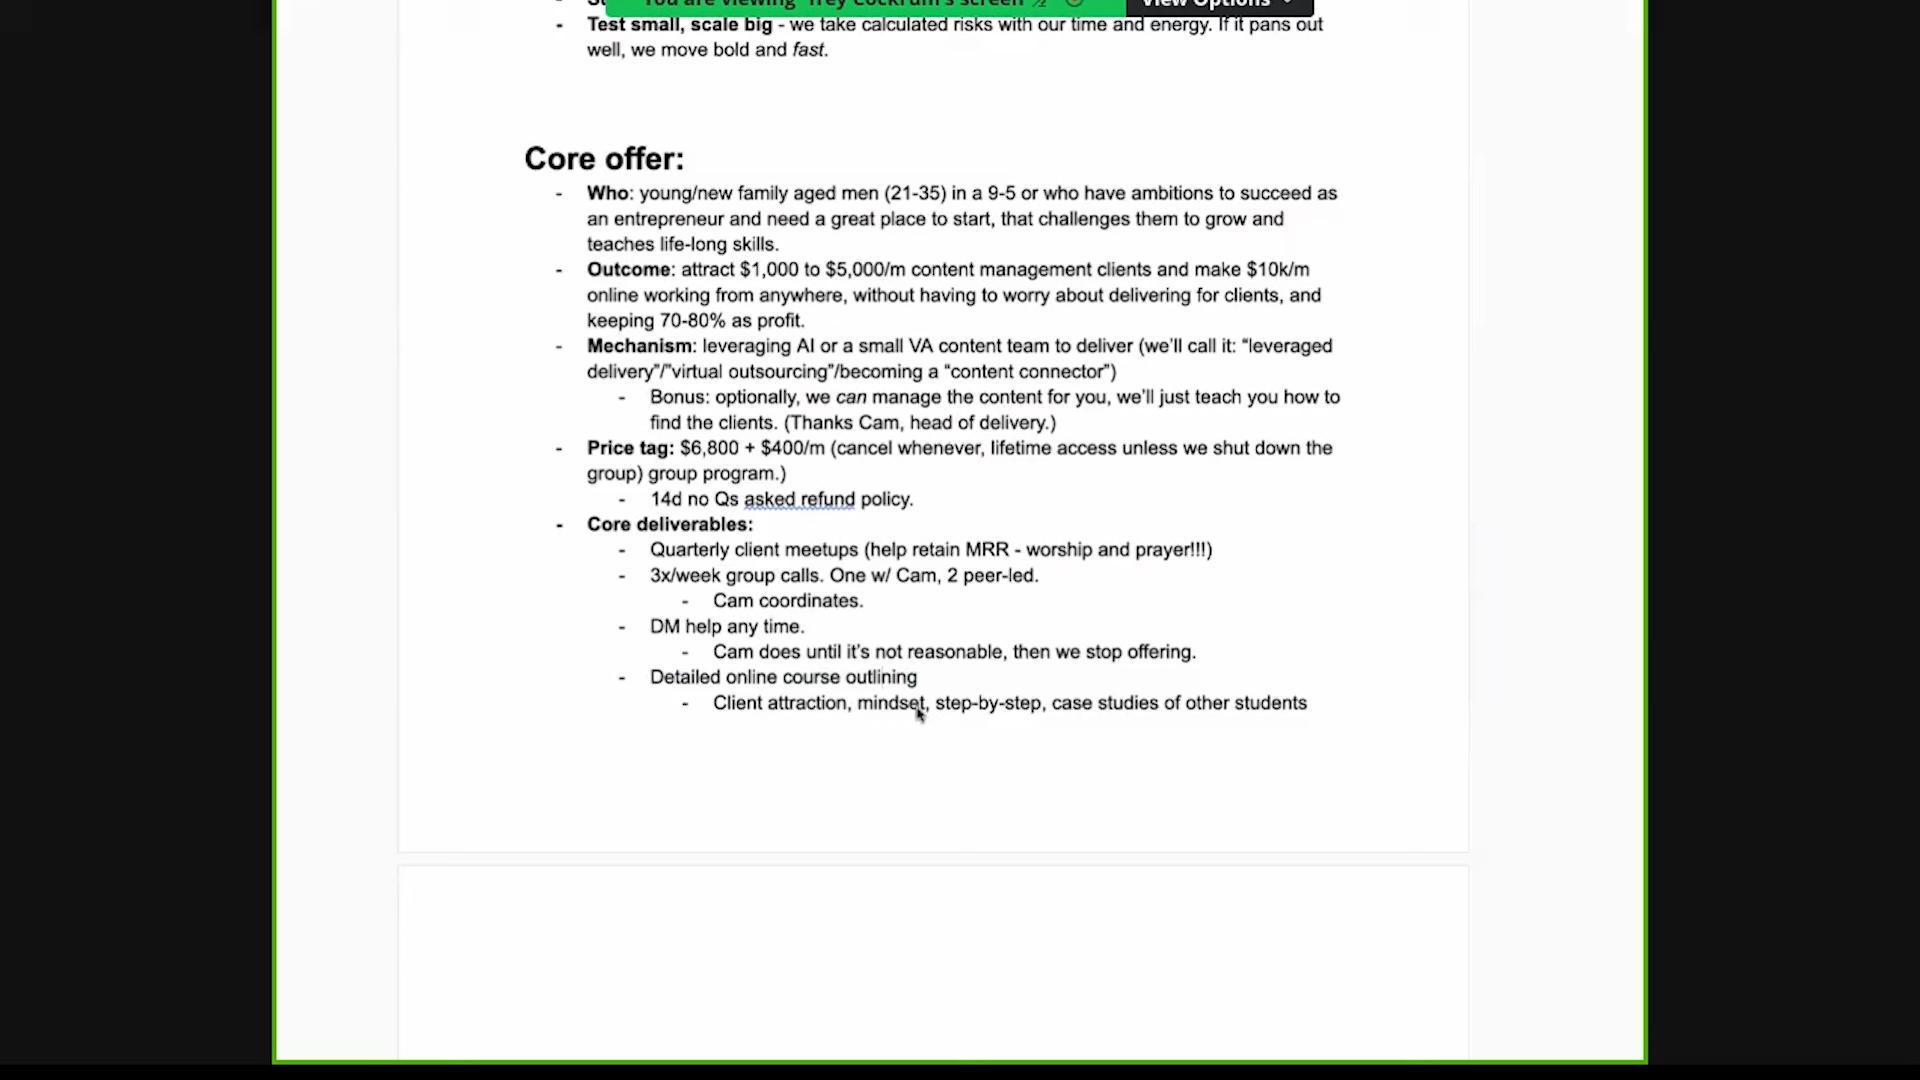 You are viewing Trey Cockrum's screen
View Options
- Test small, scale big - we take calculated risks with our time and energy. If it pans out
well, we move bold and fast.
Core offer:
- Who: young/new family aged men (21-35) in a 9-5 or who have ambitions to succeed as
an entrepreneur and need a great place to start, that challenges them to grow and
teaches life-long skills.
- Outcome: attract $1,000 to $5,000/m content management clients and make $10k/m
online working from anywhere, without having to worry about delivering for clients, and
keeping 70-80% as profit.
- Mechanism: leveraging AI or a small VA content team to deliver (we'll call it: “leveraged
delivery”/”virtual outsourcing”/becoming a “content connector”)
- Bonus: optionally, we can manage the content for you, we'll just teach you how to
find the clients. (Thanks Cam, head of delivery.)
- Price tag: $6,800 + $400/m (cancel whenever, lifetime access unless we shut down the
group) group program.)
- 14d no Qs asked refund policy.
- Core deliverables:
- Quarterly client meetups (help retain MRR - worship and prayer!!!)
- 3x/week group calls. One w/ Cam, 2 peer-led.
- Cam coordinates.
- DM help any time.
- Cam does until it's not reasonable, then we stop offering.
- Detailed online course outlining
- Client attraction, mindset, step-by-step, case studies of other students